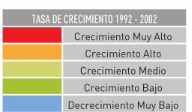 TASA DE CRECIMIENTO 1992 - 2002
Crecimiento Muy Alto
Crecimiento Alto
Crecimiento Medio
Crecimiento Bajo
Decrecimiento Muy Bajo